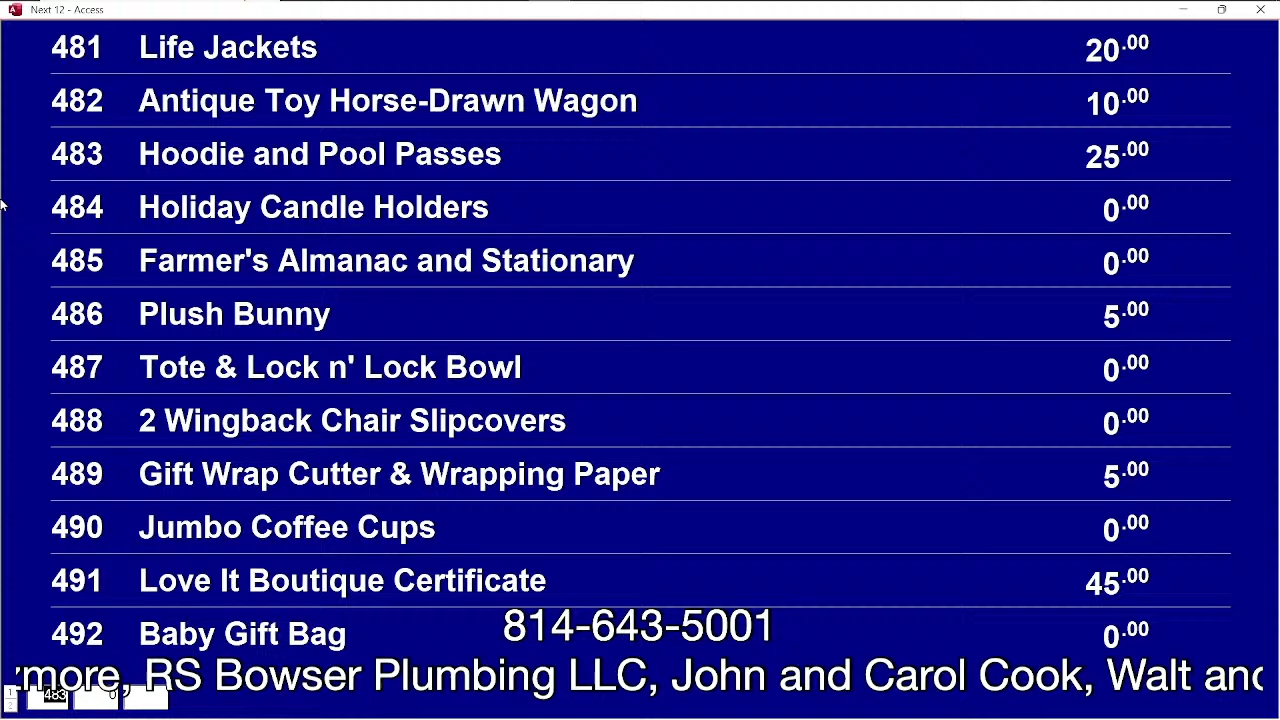 Next 12 - Access
481 Life Jackets 20.00
482 Antique Toy Horse-Drawn Wagon 10.00
483 Hoodie and Pool Passes 25.00
484 Holiday Candle Holders 0.00
485 Farmer's Almanac and Stationary 0.00
486 Plush Bunny 5.00
487 Tote & Lock n' Lock Bowl 0.00
488 2 Wingback Chair Slipcovers 0.00
489 Gift Wrap Cutter & Wrapping Paper 5.00
490 Jumbo Coffee Cups 0.00
491 Love It Boutique Certificate 45.00
492 Baby Gift Bag 0.00
814-643-5001
zmore, RS Bowser Plumbing LLC, John and Carol Cook, Walt and
483